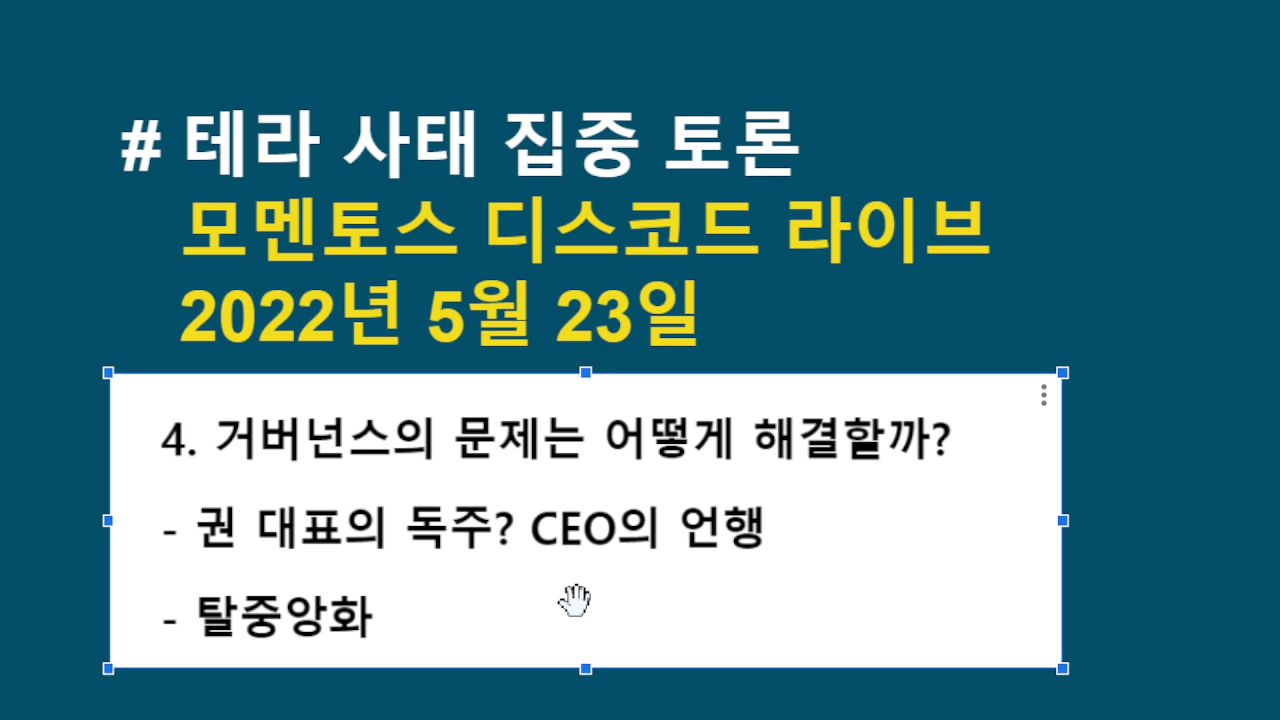 # 테라 사태 집중 토론
모멘토스 디스코드 라이브
2022년 5월 23일
4. 거버넌스의 문제는 어떻게 해결할까?
- 권 대표의 독주? CEO의 언행
- 탈중앙화